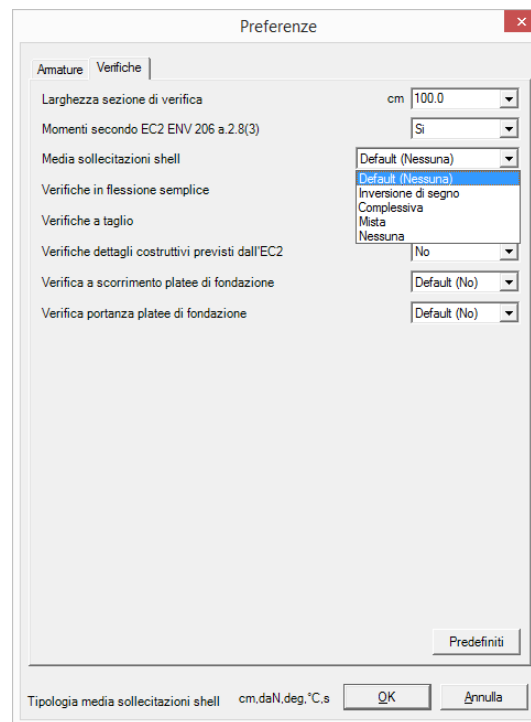 Preferenze
Armature Verifiche
Larghezza sezione di verifica cm 100.0
Momenti secondo EC2 ENV 206 a.2.8(3) Si
Media sollecitazioni shell Default (Nessuna)
Default (Nessuna)
Verifiche in flessione semplice Inversione di segno
Complessiva
Verifiche a taglio Mista
Nessuna
Verifiche dettagli costruttivi previsti dall'EC2 No
Verifica a scorrimento platee di fondazione Default (No)
Verifica portanza platee di fondazione Default (No)
Predefiniti
Tipologia media sollecitazioni shell cm,daN,deg,°C,s OK Annulla